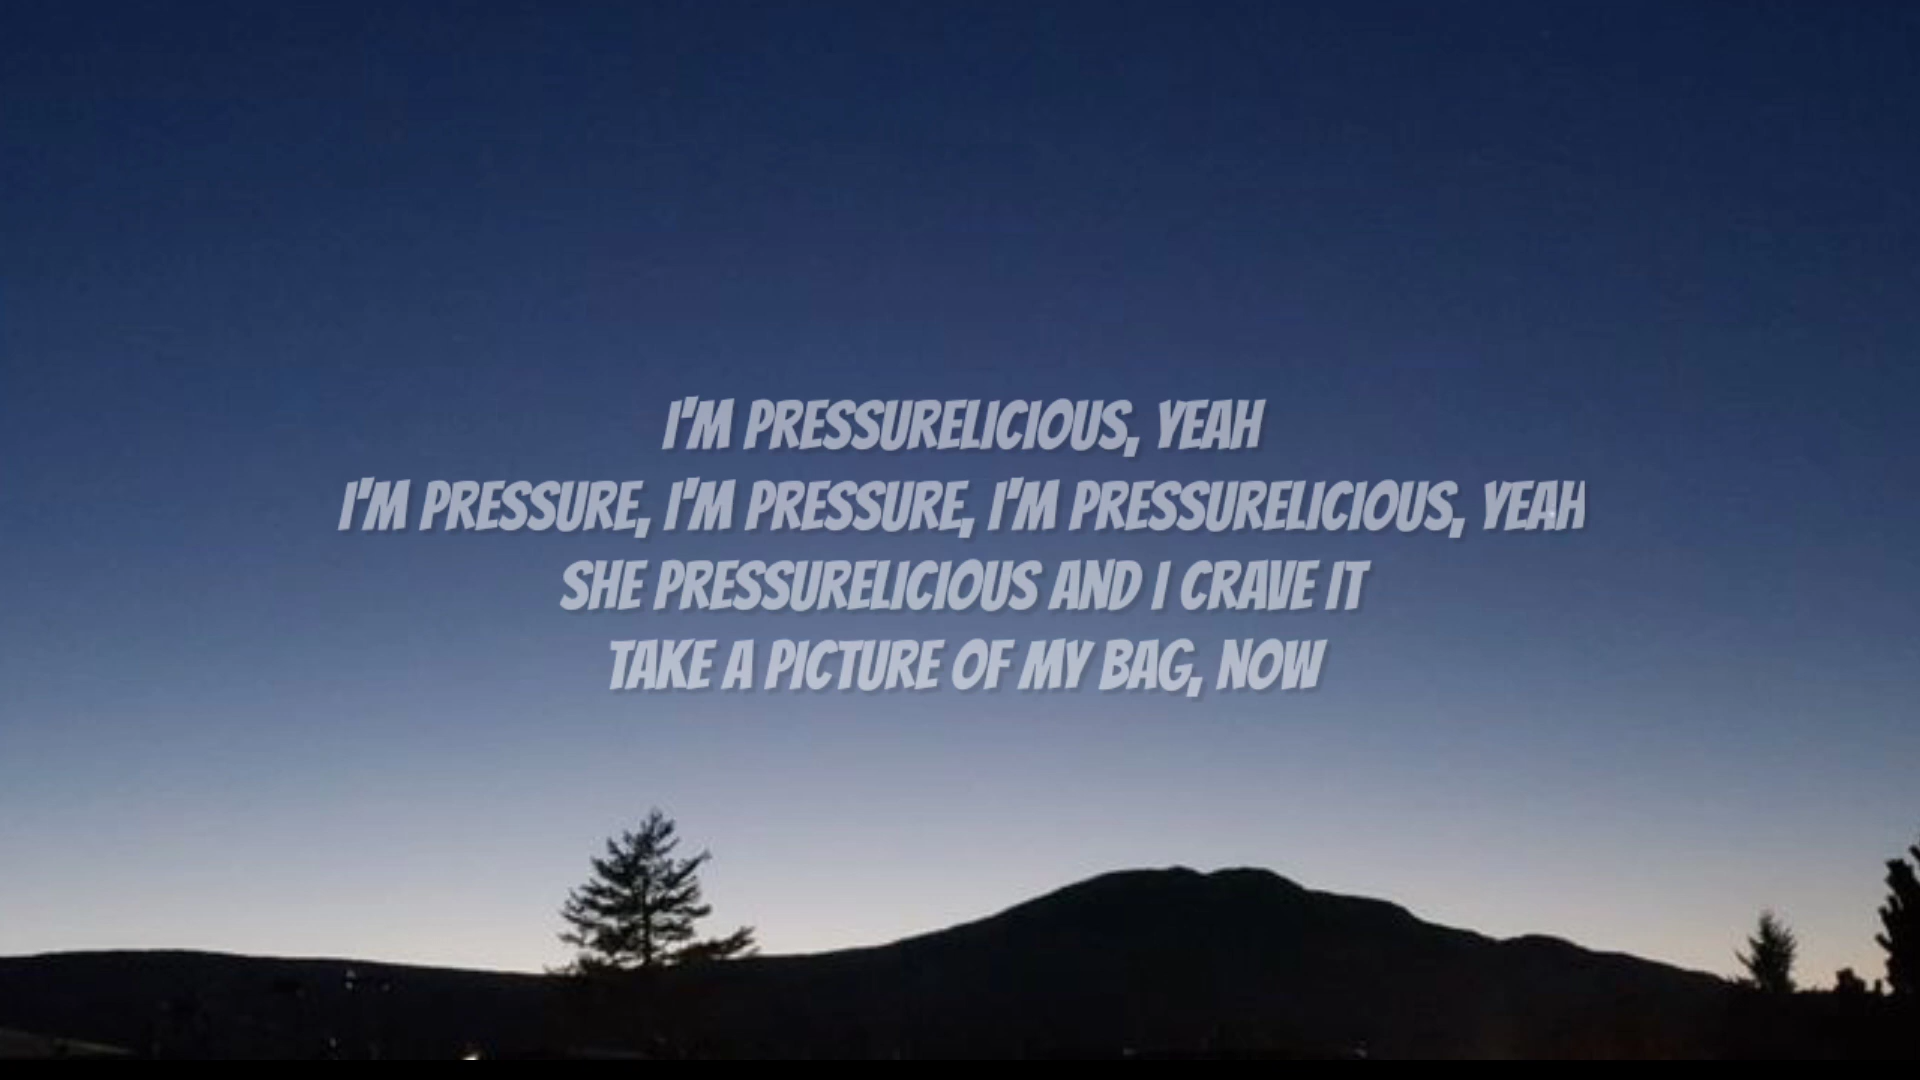 I'M PRESSURELICIOUS, YEAH
I'M PRESSURE, I'M PRESSURE, I'M PRESSURELICIOUS, YEAH
SHE PRESSURELICIOUS AND I CRAVE IT
TAKE A PICTURE OF MY BAG, NOW